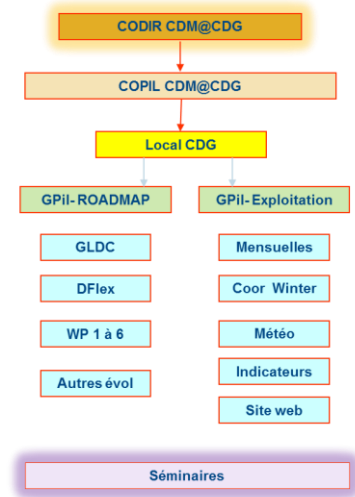 CODIR CDM@CDG
COPIL CDM@CDG
Local CDG
GPil-ROADMAP
GPil-Exploitation
GLDC
Mensuelles
DFlex
Coor Winter
WP 1 à 6
Météo
Autres évol
Indicateurs
Site web
Séminaires